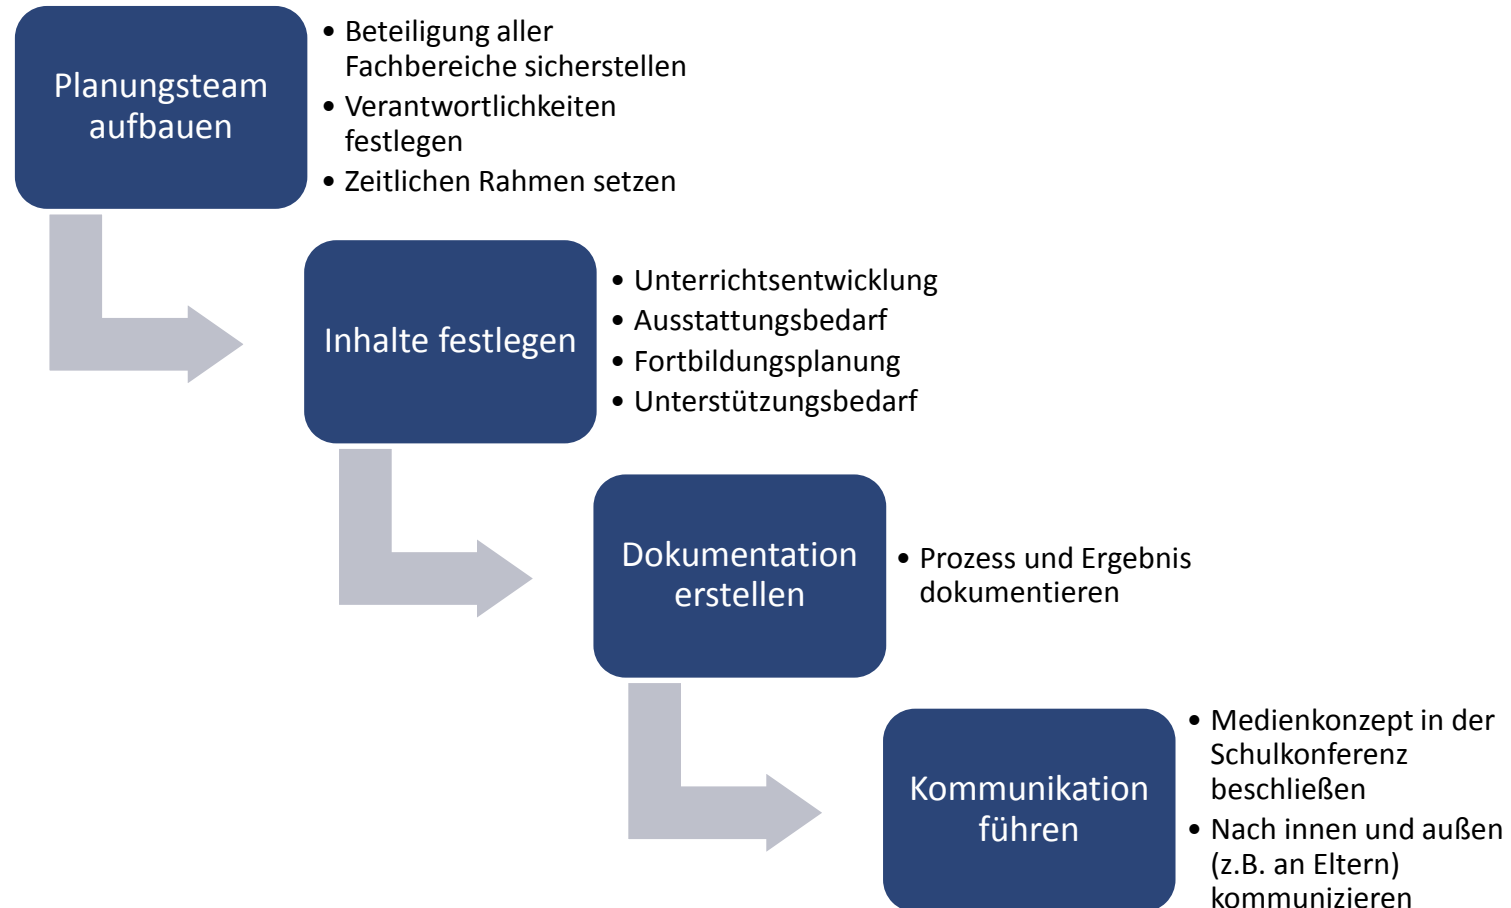 Planungsteam
aufbauen
• Beteiligung aller
Fachbereiche sicherstellen
• Verantwortlichkeiten
festlegen
• Zeitlichen Rahmen setzen
Inhalte festlegen
• Unterrichtsentwicklung
• Ausstattungsbedarf
• Fortbildungsplanung
• Unterstützungsbedarf
Dokumentation
erstellen
• Prozess und Ergebnis
dokumentieren
Kommunikation
führen
• Medienkonzept in der
Schulkonferenz
beschließen
• Nach innen und außen
(z.B. an Eltern)
kommunizieren